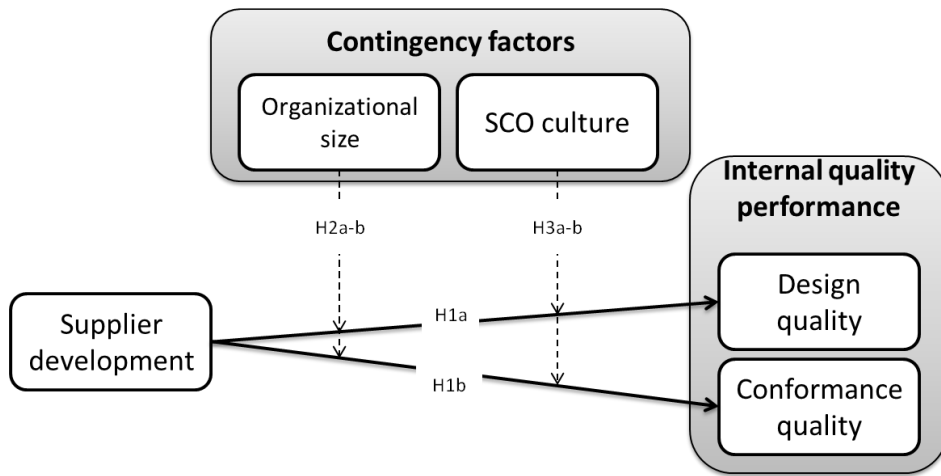 Contingency factors
Organizational
size
SCO culture
Internal quality
performance
H2a-b
H3a-b
Design
quality
H1a
Supplier
development
H1b
Conformance
quality